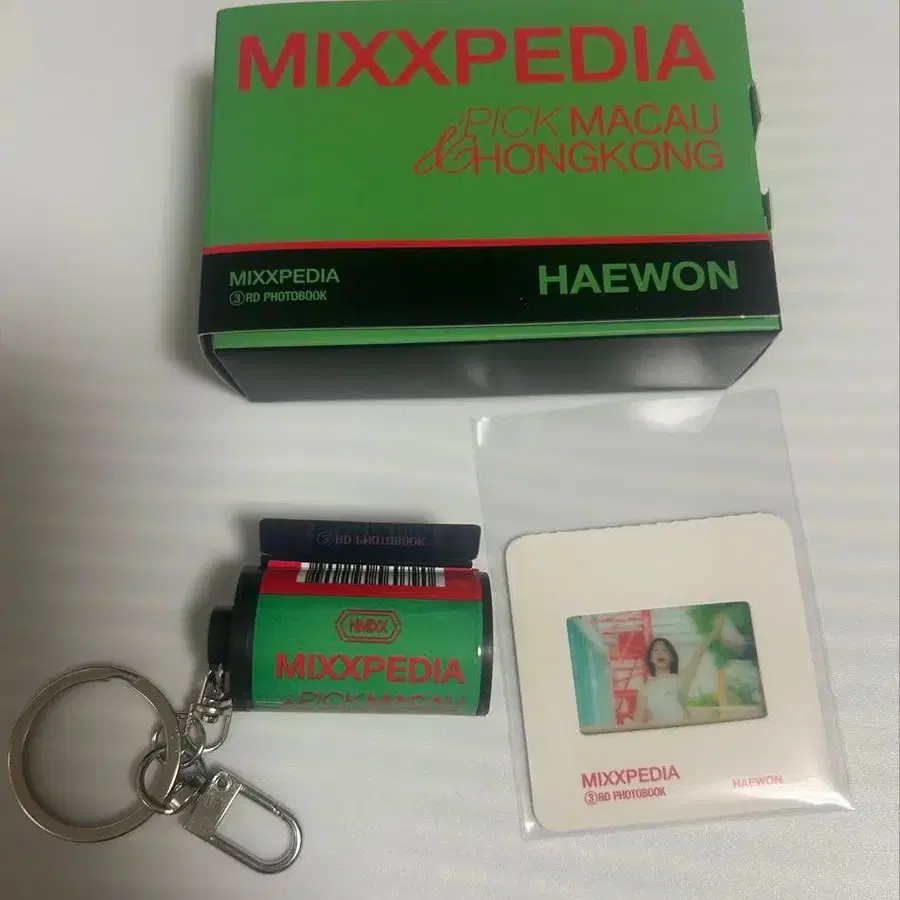 MIXXPEDIA
PICK MACAU
& HONGKONG
MIXXPEDIA
③RD PHOTOBOOK
HAEWON
③RD PHOTOBOOK
NMIXX
MIXXPEDIA
PICK MACAU
MIXXPEDIA
③RD PHOTOBOOK
HAEWON